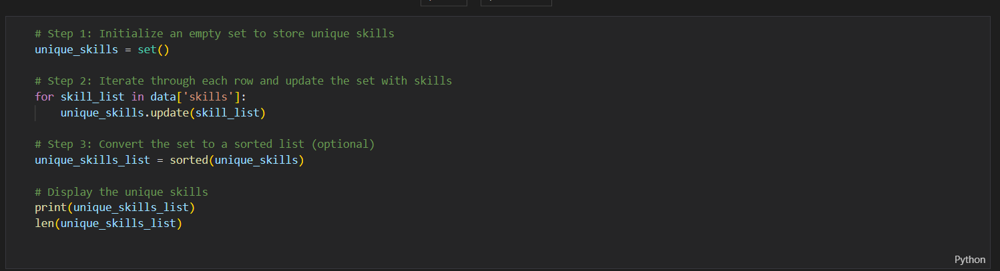 # Step 1: Initialize an empty set to store unique skills
unique_skills = set()
# Step 2: Iterate through each row and update the set with skills
for skill_list in data['skills']:
    unique_skills.update(skill_list)
# Step 3: Convert the set to a sorted list (optional)
unique_skills_list = sorted(unique_skills)
# Display the unique skills
print(unique_skills_list)
len(unique_skills_list)
Python